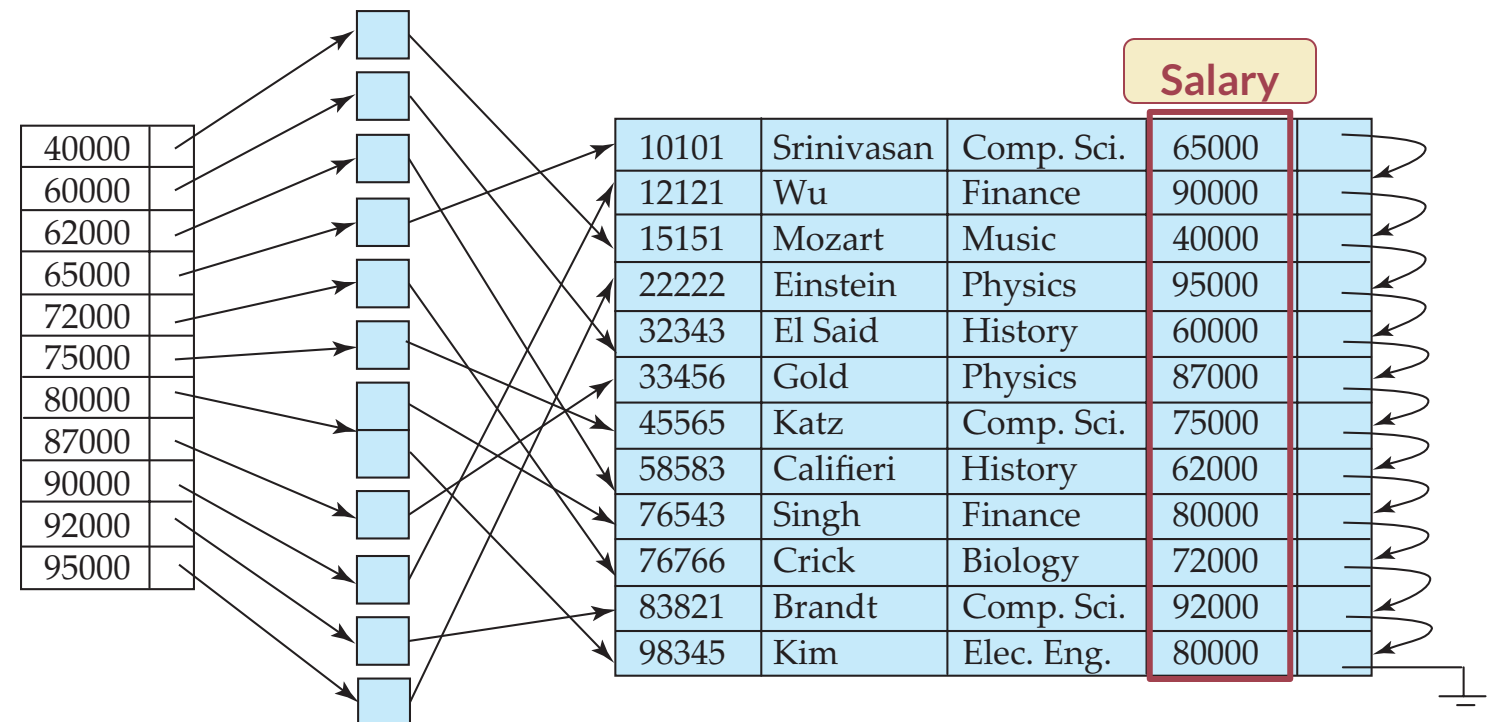 Salary
40000
60000
62000
65000
72000
75000
80000
87000
90000
92000
95000
10101 Srinivasan Comp. Sci. 65000
12121 Wu Finance 90000
15151 Mozart Music 40000
22222 Einstein Physics 95000
32343 El Said History 60000
33456 Gold Physics 87000
45565 Katz Comp. Sci. 75000
58583 Califieri History 62000
76543 Singh Finance 80000
76766 Crick Biology 72000
83821 Brandt Comp. Sci. 92000
98345 Kim Elec. Eng. 80000